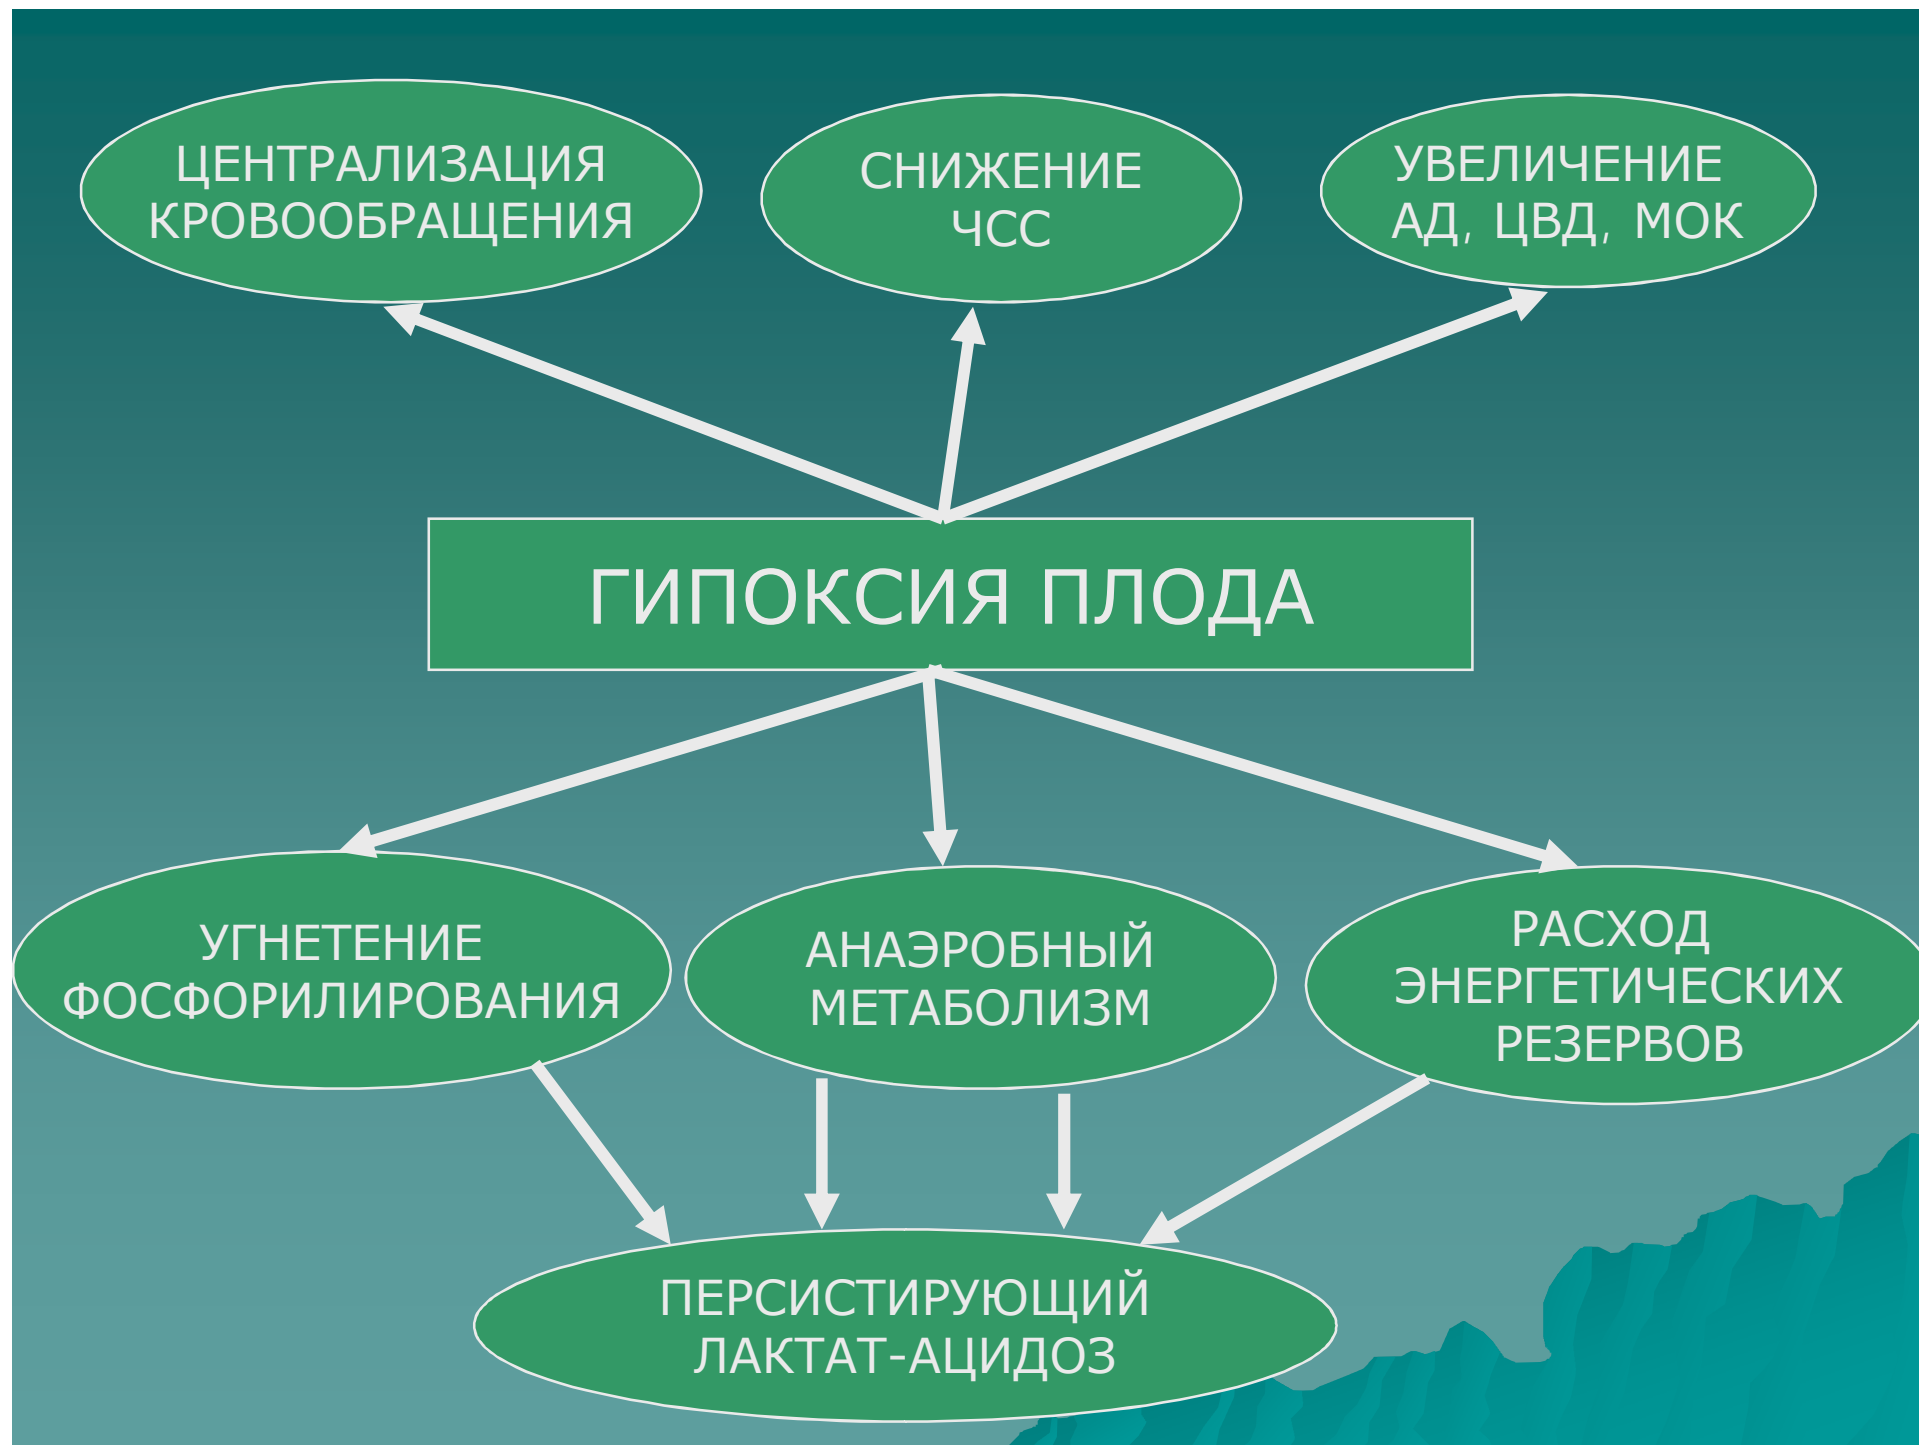 ЦЕНТРАЛИЗАЦИЯ
КРОВООБРАЩЕНИЯ
СНИЖЕНИЕ
ЧСС
УВЕЛИЧЕНИЕ
АД, ЦВД, МОК
ГИПОКСИЯ ПЛОДА
УГНЕТЕНИЕ
ФОСФОРИЛИРОВАНИЯ
АНАЭРОБНЫЙ
МЕТАБОЛИЗМ
РАСХОД
ЭНЕРГЕТИЧЕСКИХ
РЕЗЕРВОВ
ПЕРСИСТИРУЮЩИЙ
ЛАКТАТ-АЦИДОЗ